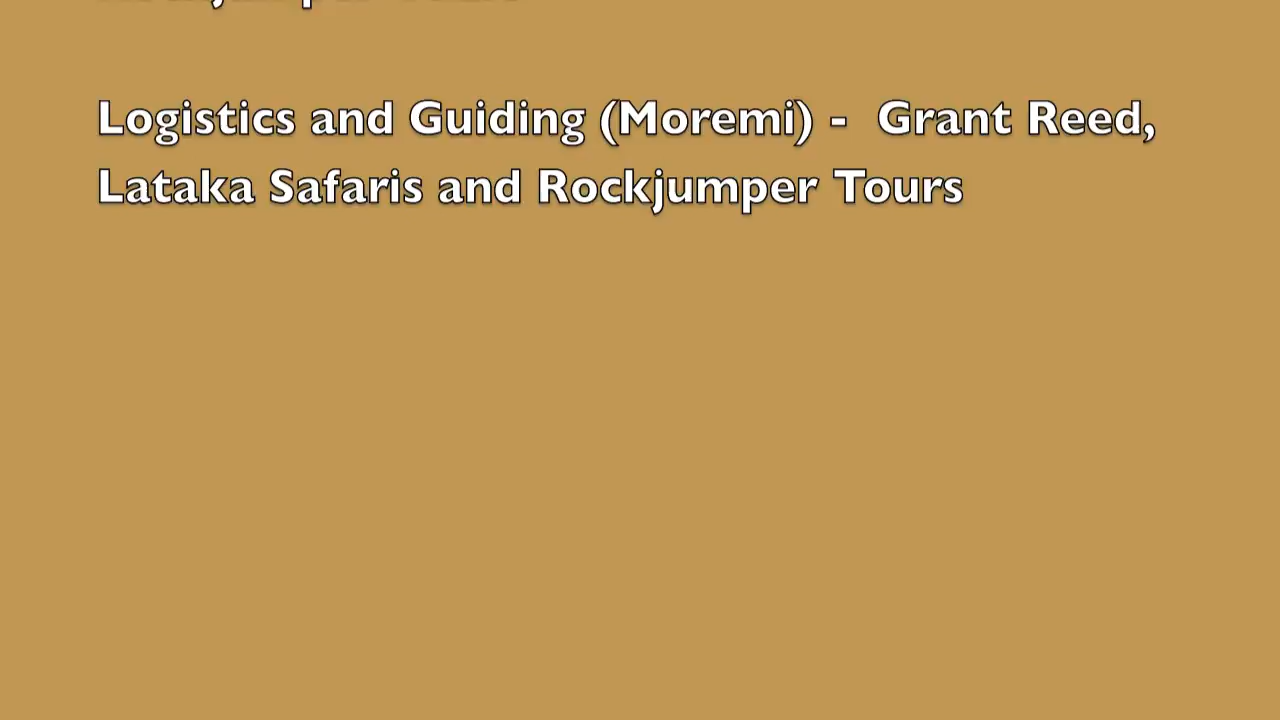 Logistics and Guiding (Moremi) -  Grant Reed,
Lataka Safaris and Rockjumper Tours